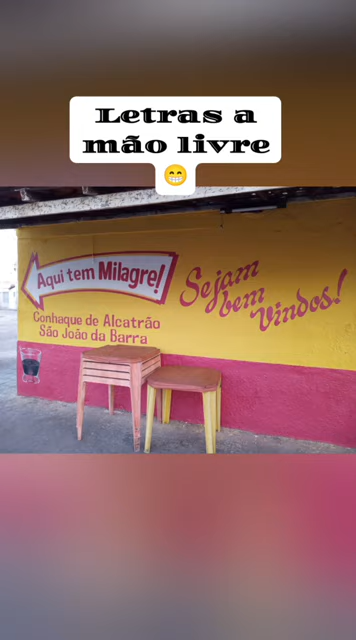 Letras a
mão livre
😁
Aqui tem Milagre!
Conhaque de Alcatrão
São João da Barra
Sejam
bem
vindos!